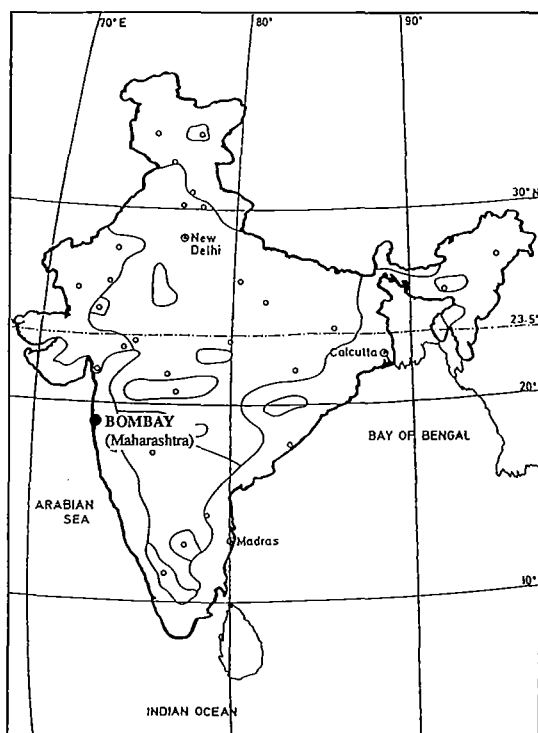 70°E
80°
90°
30°N
New
Delhi
23.5°
Calcutta
20°
BOMBAY
(Maharashtra)
BAY OF BENGAL
ARABIAN
SEA
Madras
10°
INDIAN OCEAN